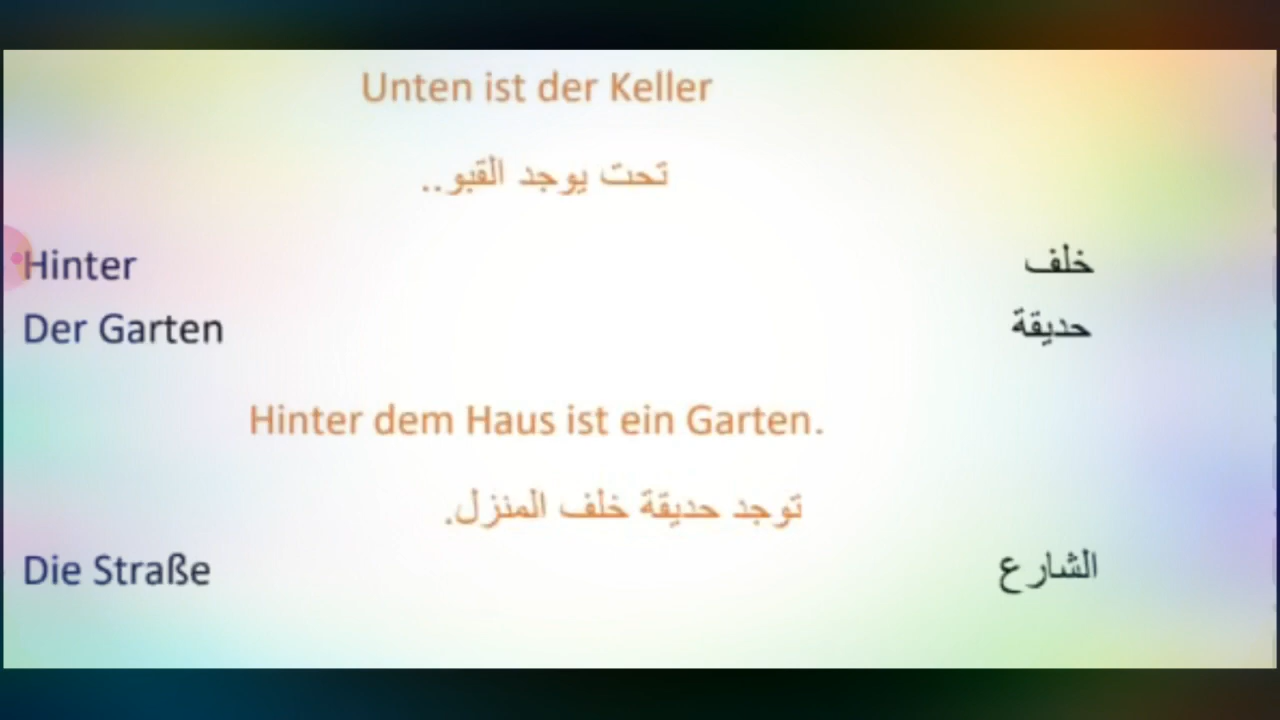 Unten ist der Keller
تحت يوجد القبو..
Hinter خلف
Der Garten حديقة
Hinter dem Haus ist ein Garten.
توجد حديقة خلف المنزل.
Die Straße الشارع